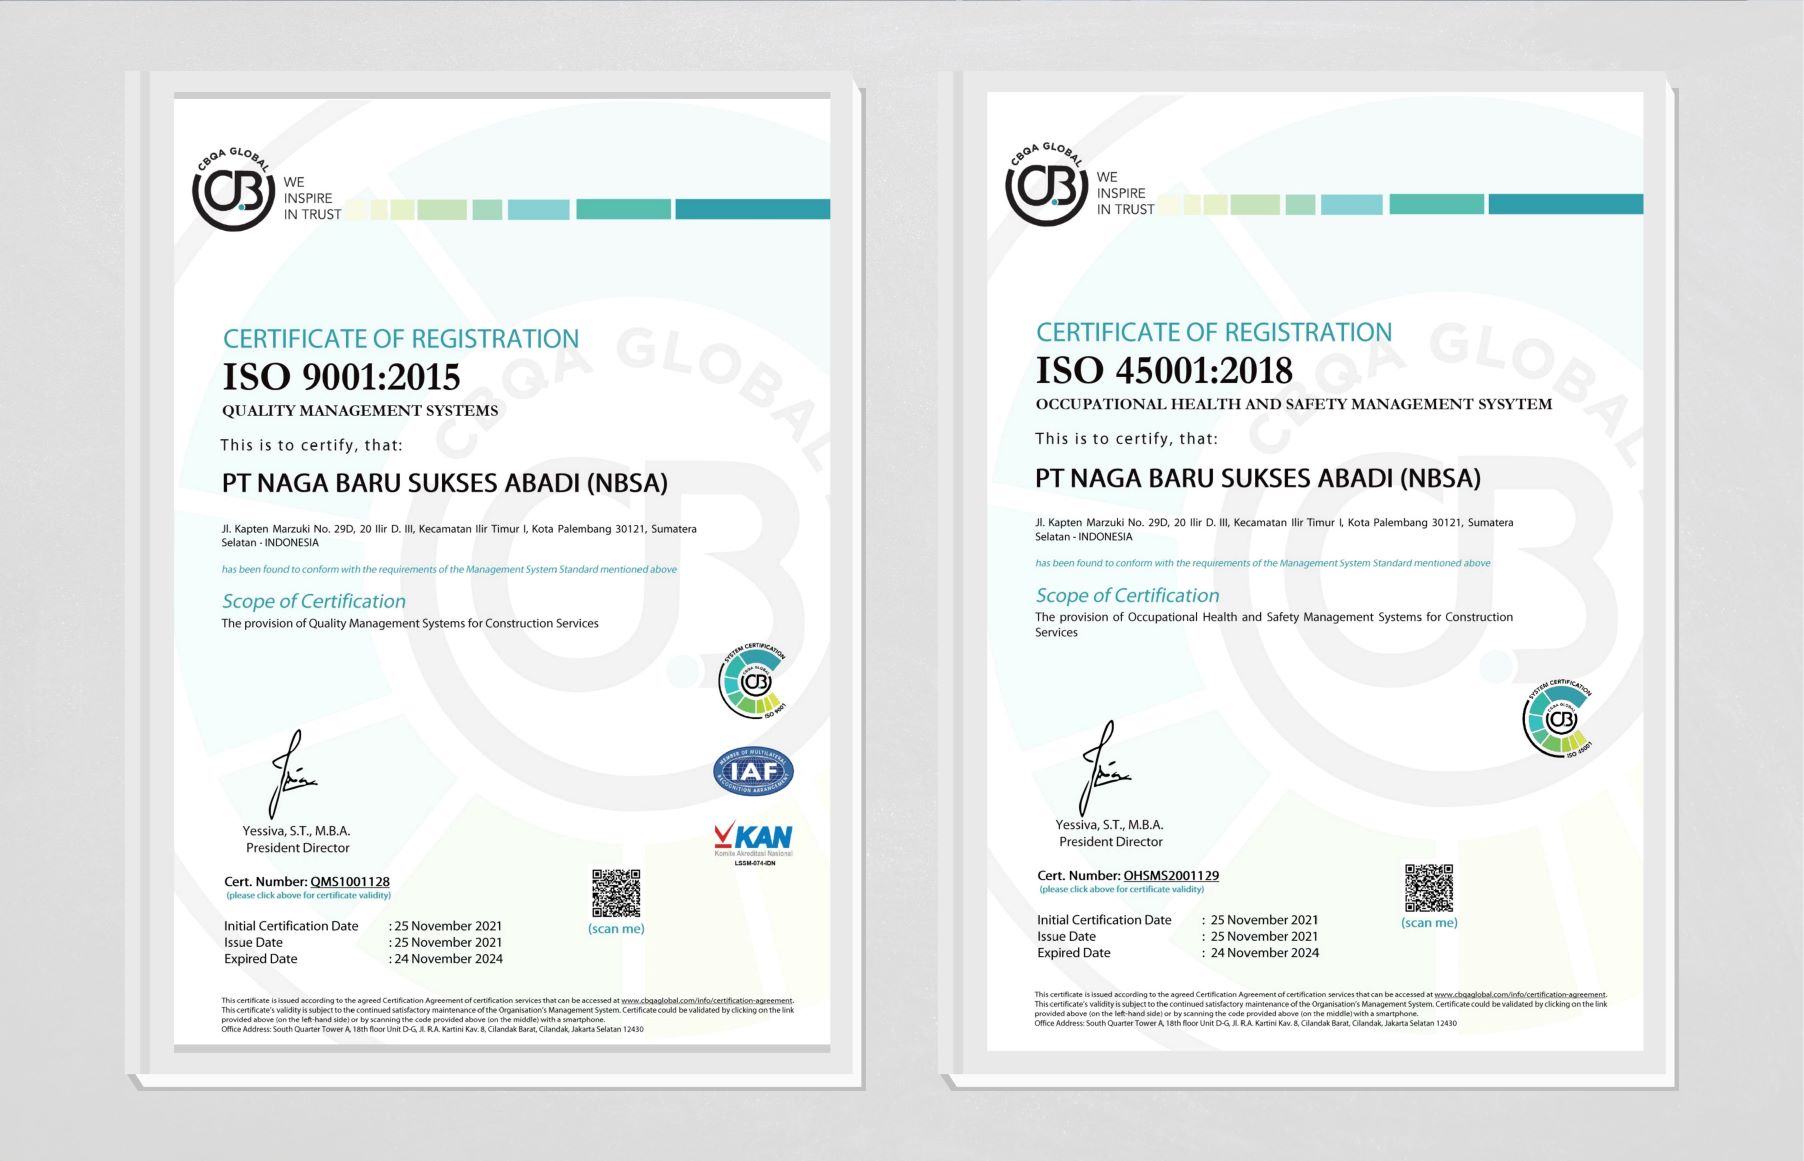 CBQA GLOBAL
CB
WE
INSPIRE
IN TRUST
CERTIFICATE OF REGISTRATION
ISO 9001:2015
QUALITY MANAGEMENT SYSTEMS
This is to certify, that:
PT NAGA BARU SUKSES ABADI (NBSA)
Jl. Kapten Marzuki No. 29D, 20 Ilir D. III, Kecamatan Ilir Timur I, Kota Palembang 30121, Sumatera
Selatan - INDONESIA
has been found to conform with the requirements of the Management System Standard mentioned above
Scope of Certification
The provision of Quality Management Systems for Construction Services
SYSTEM CERTIFICATION
CBQA GLOBAL
CB
ISO 9001
MEMBER OF MULTILATERAL
IAF
RECOGNITION ARRANGEMENT
KAN
Komite Akreditasi Nasional
LSSM-074-IDN
Yessiva, S.T., M.B.A.
President Director
Cert. Number: QMS1001128
(please click above for certificate validity)
(scan me)
Initial Certification Date : 25 November 2021
Issue Date : 25 November 2021
Expired Date : 24 November 2024
This certificate is issued according to the agreed Certification Agreement of certification services that can be accessed at www.cbqaglobal.com/info/certification-agreement.
This certificate's validity is subject to the continued satisfactory maintenance of the Organisation's Management System. Certificate could be validated by clicking on the link
provided above (on the left-hand side) or by scanning the code provided above (on the middle) with a smartphone.
Office Address: South Quarter Tower A, 18th floor Unit D-G, Jl. R.A. Kartini Kav. 8, Cilandak Barat, Cilandak, Jakarta Selatan 12430
CBQA GLOBAL
CB
CBQA GLOBAL
CB
WE
INSPIRE
IN TRUST
CERTIFICATE OF REGISTRATION
ISO 45001:2018
OCCUPATIONAL HEALTH AND SAFETY MANAGEMENT SYSYTEM
This is to certify, that:
PT NAGA BARU SUKSES ABADI (NBSA)
Jl. Kapten Marzuki No. 29D, 20 Ilir D. III, Kecamatan Ilir Timur I, Kota Palembang 30121, Sumatera
Selatan - INDONESIA
has been found to conform with the requirements of the Management System Standard mentioned above
Scope of Certification
The provision of Occupational Health and Safety Management Systems for Construction
Services
SYSTEM CERTIFICATION
CBQA GLOBAL
CB
ISO 45001
Yessiva, S.T., M.B.A.
President Director
Cert. Number: OHSMS2001129
(please click above for certificate validity)
(scan me)
Initial Certification Date : 25 November 2021
Issue Date : 25 November 2021
Expired Date : 24 November 2024
This certificate is issued according to the agreed Certification Agreement of certification services that can be accessed at www.cbqaglobal.com/info/certification-agreement.
This certificate's validity is subject to the continued satisfactory maintenance of the Organisation's Management System. Certificate could be validated by clicking on the link
provided above (on the left-hand side) or by scanning the code provided above (on the middle) with a smartphone.
Office Address: South Quarter Tower A, 18th floor Unit D-G, Jl. R.A. Kartini Kav. 8, Cilandak Barat, Cilandak, Jakarta Selatan 12430
CBQA GLOBAL
CB